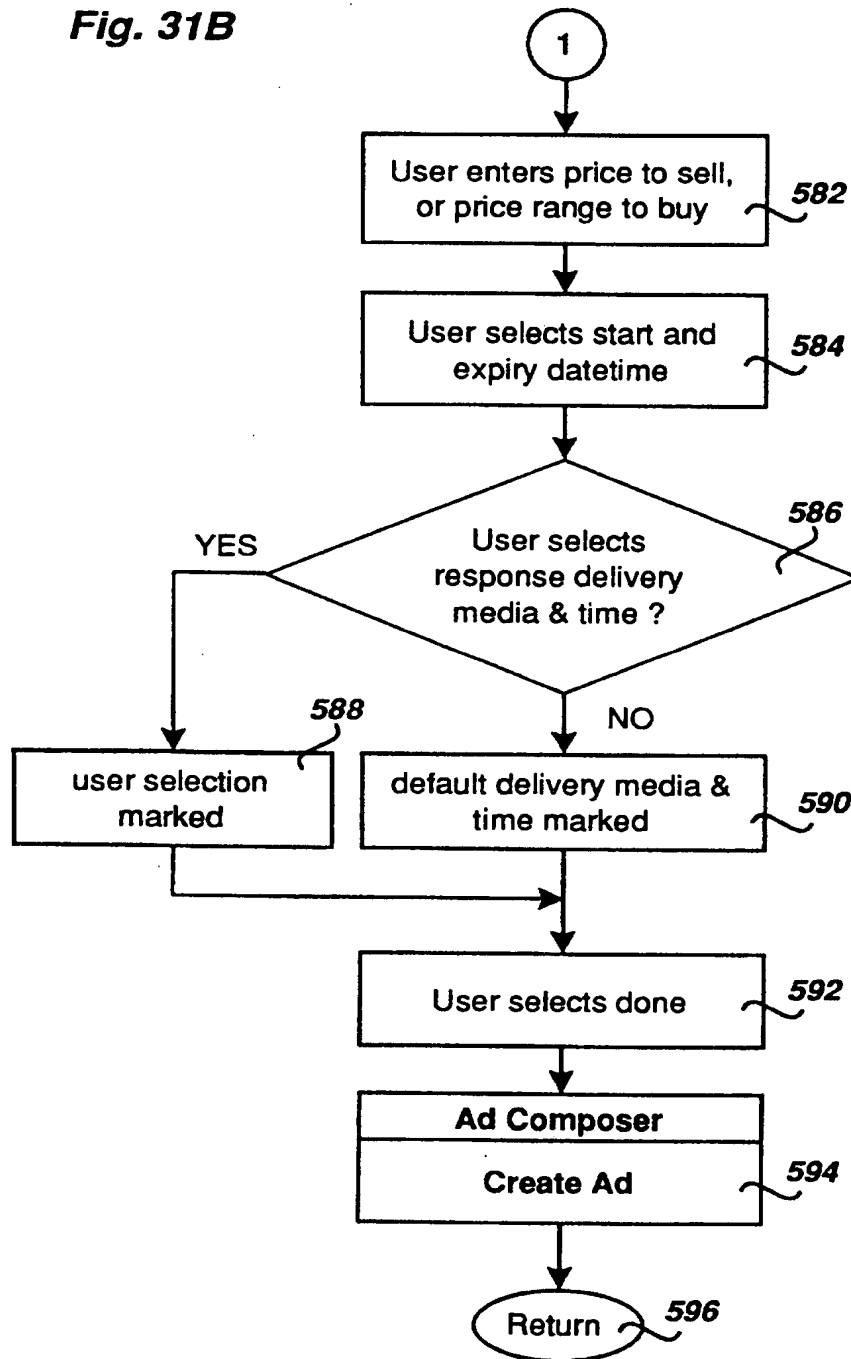 Fig. 31B
1
User enters price to sell,
or price range to buy
582
User selects start and
expiry datetime
584
586
YES
User selects
response delivery
media & time ?
588
NO
user selection
marked
default delivery media &
time marked
590
User selects done
592
Ad Composer
Create Ad
594
Return
596